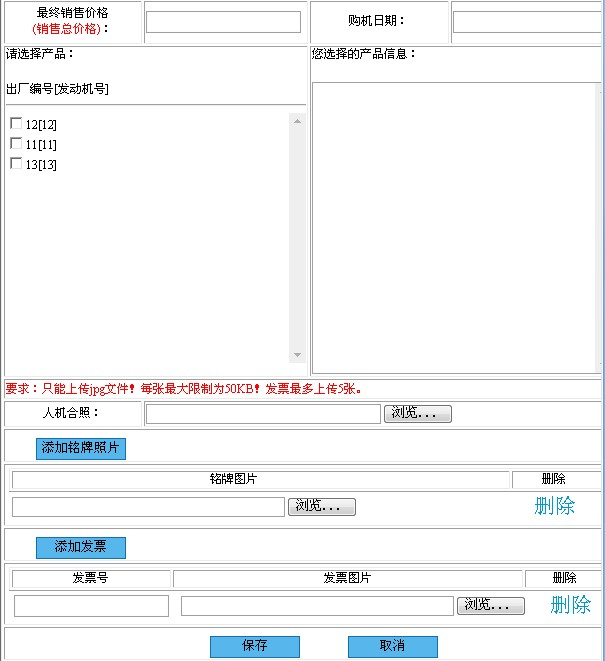 最终销售价格
(销售总价格)：
购机日期：
请选择产品：
您选择的产品信息：
出厂编号[发动机号]
12[12]
11[11]
13[13]
要求：只能上传jpg文件！每张最大限制为50KB！发票最多上传5张。
人机合照：
浏览...
添加铭牌照片
铭牌图片
删除
浏览...
删除
添加发票
发票号
发票图片
删除
浏览...
删除
保存
取消